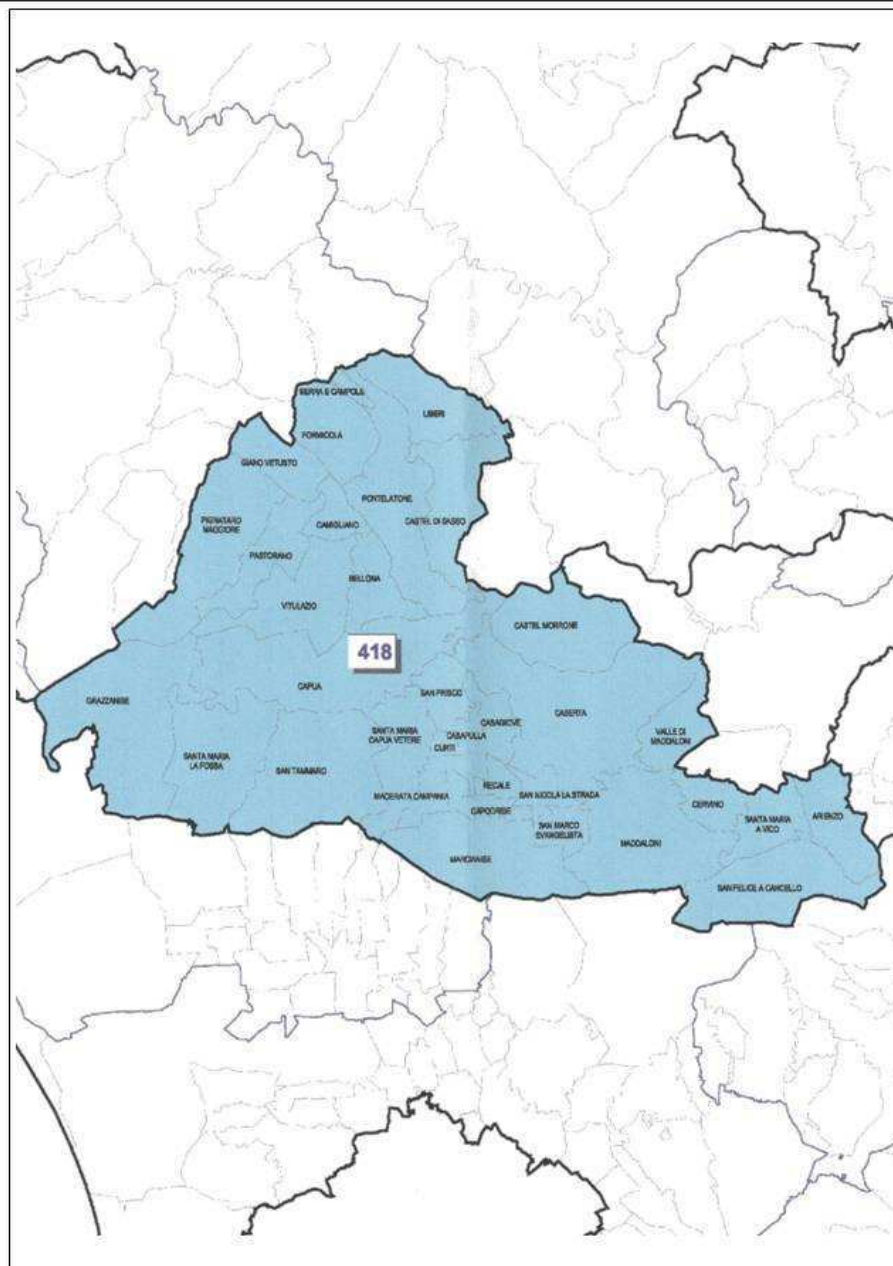 SERRA E CAMPOLE
LIBERI
FORMICOLA
GIANO VETUSTO
PONTELATONE
PIGNATARO
MAGGIORE
CAMIGLIANO
CASTEL DI SASSO
PASTORANO
BELLONA
VITULAZIO
CASTEL MORRONE
418
CAPUA
SAN PRISCO
GRAZZANISE
CASERTA
CASAGIOVE
SANTA MARIA
CAPUA VETERE
CASAPULLA
CURTI
VALLE DI
MADDALONI
SANTA MARIA
LA FOSSA
SAN TAMMARO
RECALE
MACERATA CAMPANIA
SAN NICOLA LA STRADA
CAPODRISE
CERVINO
SANTA MARIA
A VICO
ARIENZO
SAN MARCO
EVANGELISTA
MADDALONI
MARCIANISE
SAN FELICE A CANCELLO